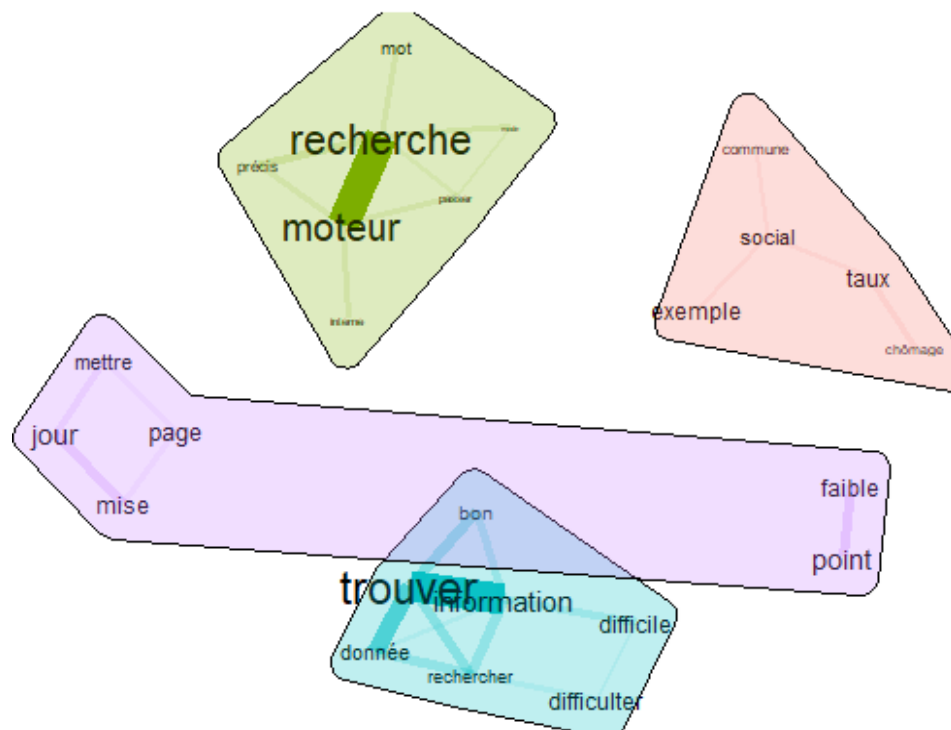 mot
recherche
précis
moteur
interne
commune
social
taux
exemple
chômage
mettre
jour
page
mise
faible
point
bon
trouver
information
difficile
donnée
rechercher
difficulter